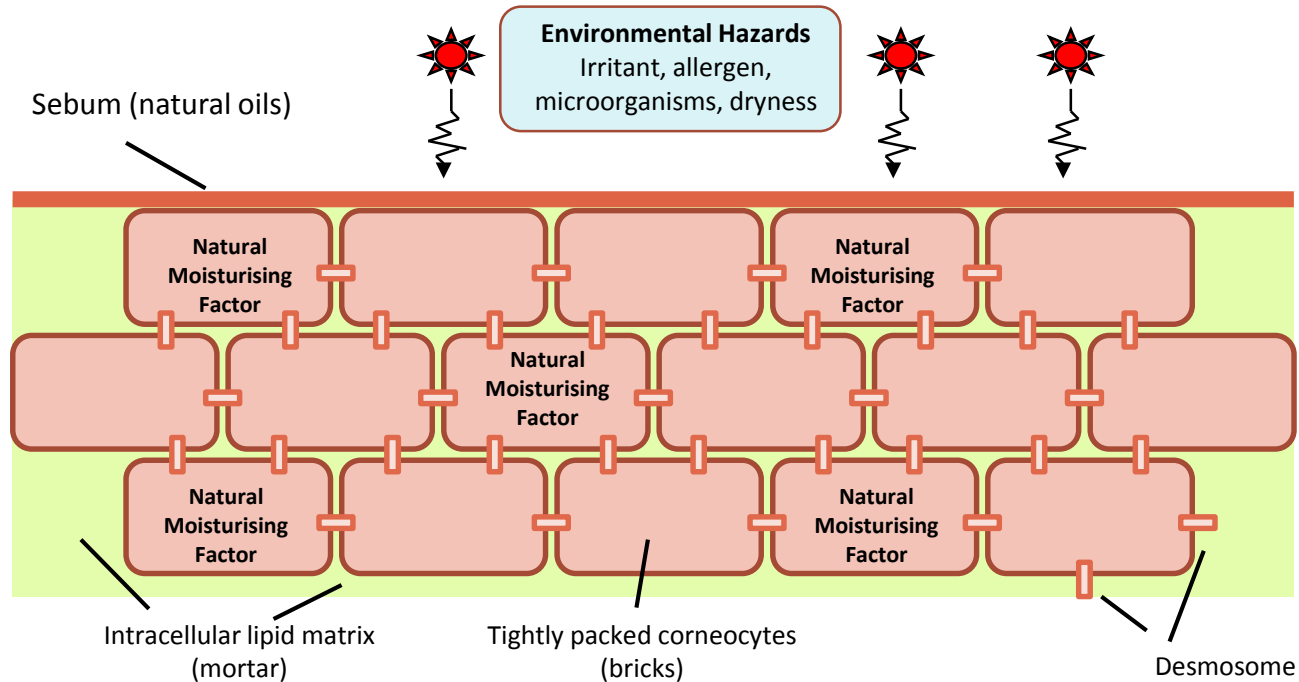 Environmental Hazards
Irritant, allergen,
microorganisms, dryness
Sebum (natural oils)
Natural
Moisturising
Factor
Natural
Moisturising
Factor
Natural
Moisturising
Factor
Natural
Moisturising
Factor
Natural
Moisturising
Factor
Intracellular lipid matrix
(mortar)
Tightly packed corneocytes
(bricks)
Desmosome